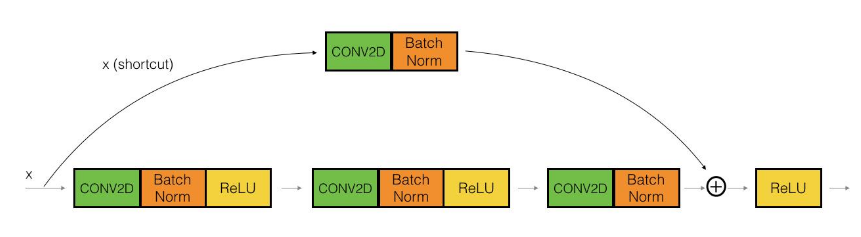 CONV2D
Batch
Norm
x (shortcut)
x
CONV2D
Batch
Norm
ReLU
CONV2D
Batch
Norm
ReLU
CONV2D
Batch
Norm
+
ReLU